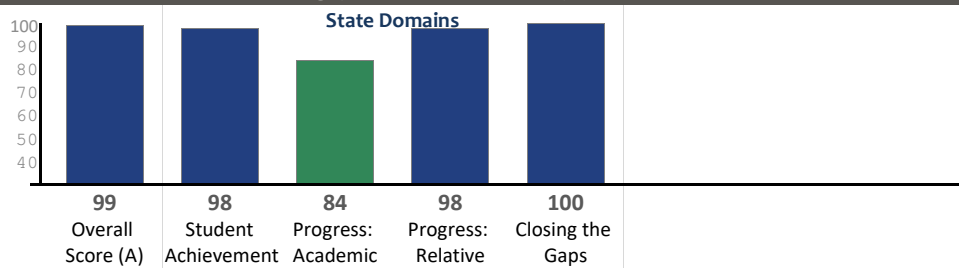 State Domains
100
90
80
70
60
50
40
99 98 84 98 100
Overall Student Progress: Progress: Closing the
Score (A) Achievement Academic Relative Gaps